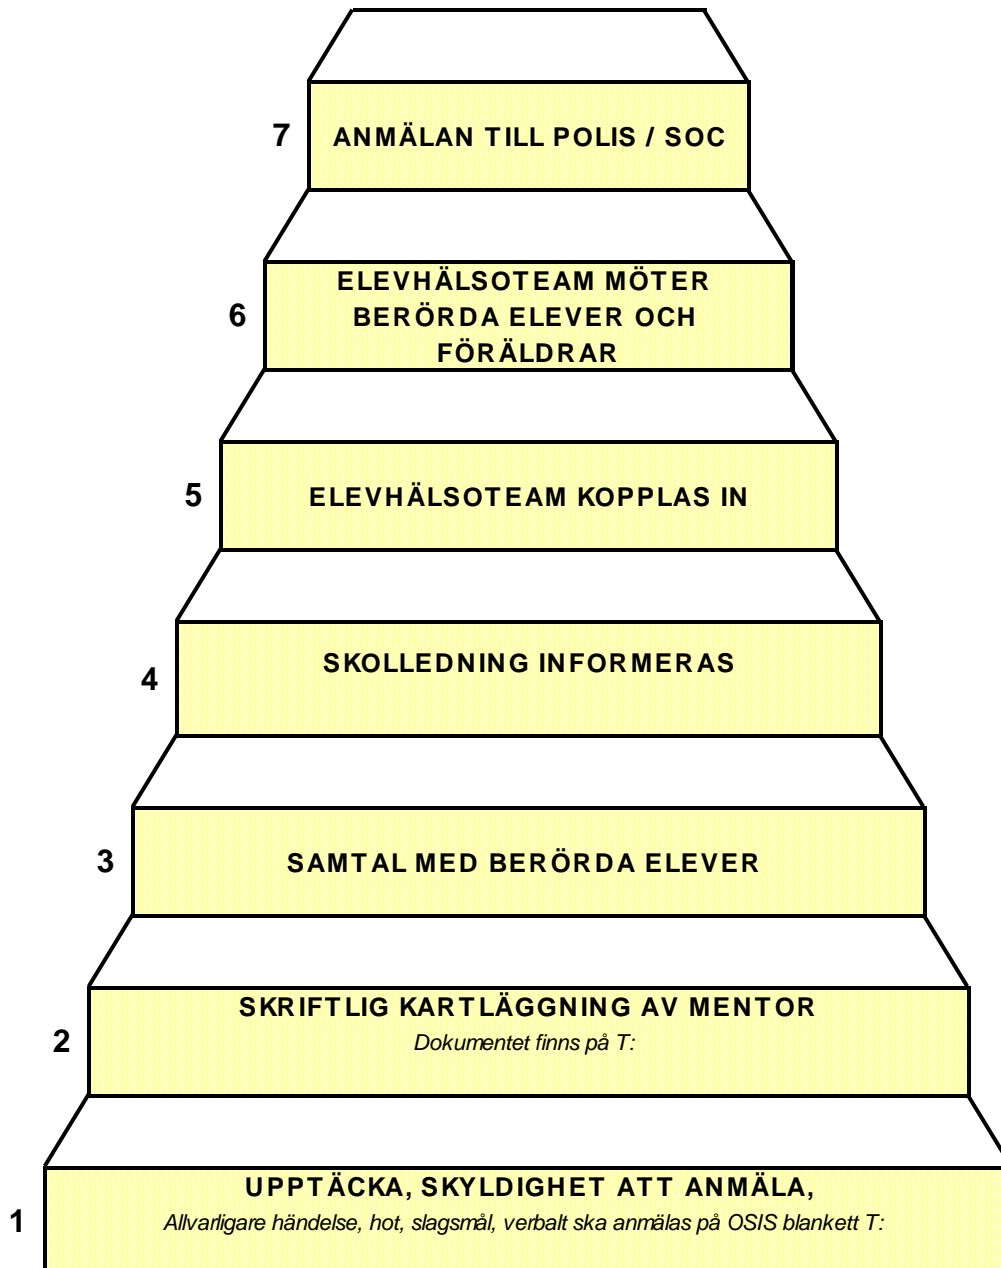 7
ANMÄLAN TILL POLIS / SOC
6
ELEVHÄLSOTEAM MÖTER
BERÖRDA ELEVER OCH
FÖRÄLDRAR
5
ELEVHÄLSOTEAM KOPPLAS IN
4
SKOLLEDNING INFORMERAS
3
SAMTAL MED BERÖRDA ELEVER
2
SKRIFTLIG KARTLÄGGNING AV MENTOR
Dokumentet finns på T:
1
UPPTÄCKA, SKYLDIGHET ATT ANMÄLA,
Allvarligare händelse, hot, slagsmål, verbalt ska anmälas på OSIS blankett T: